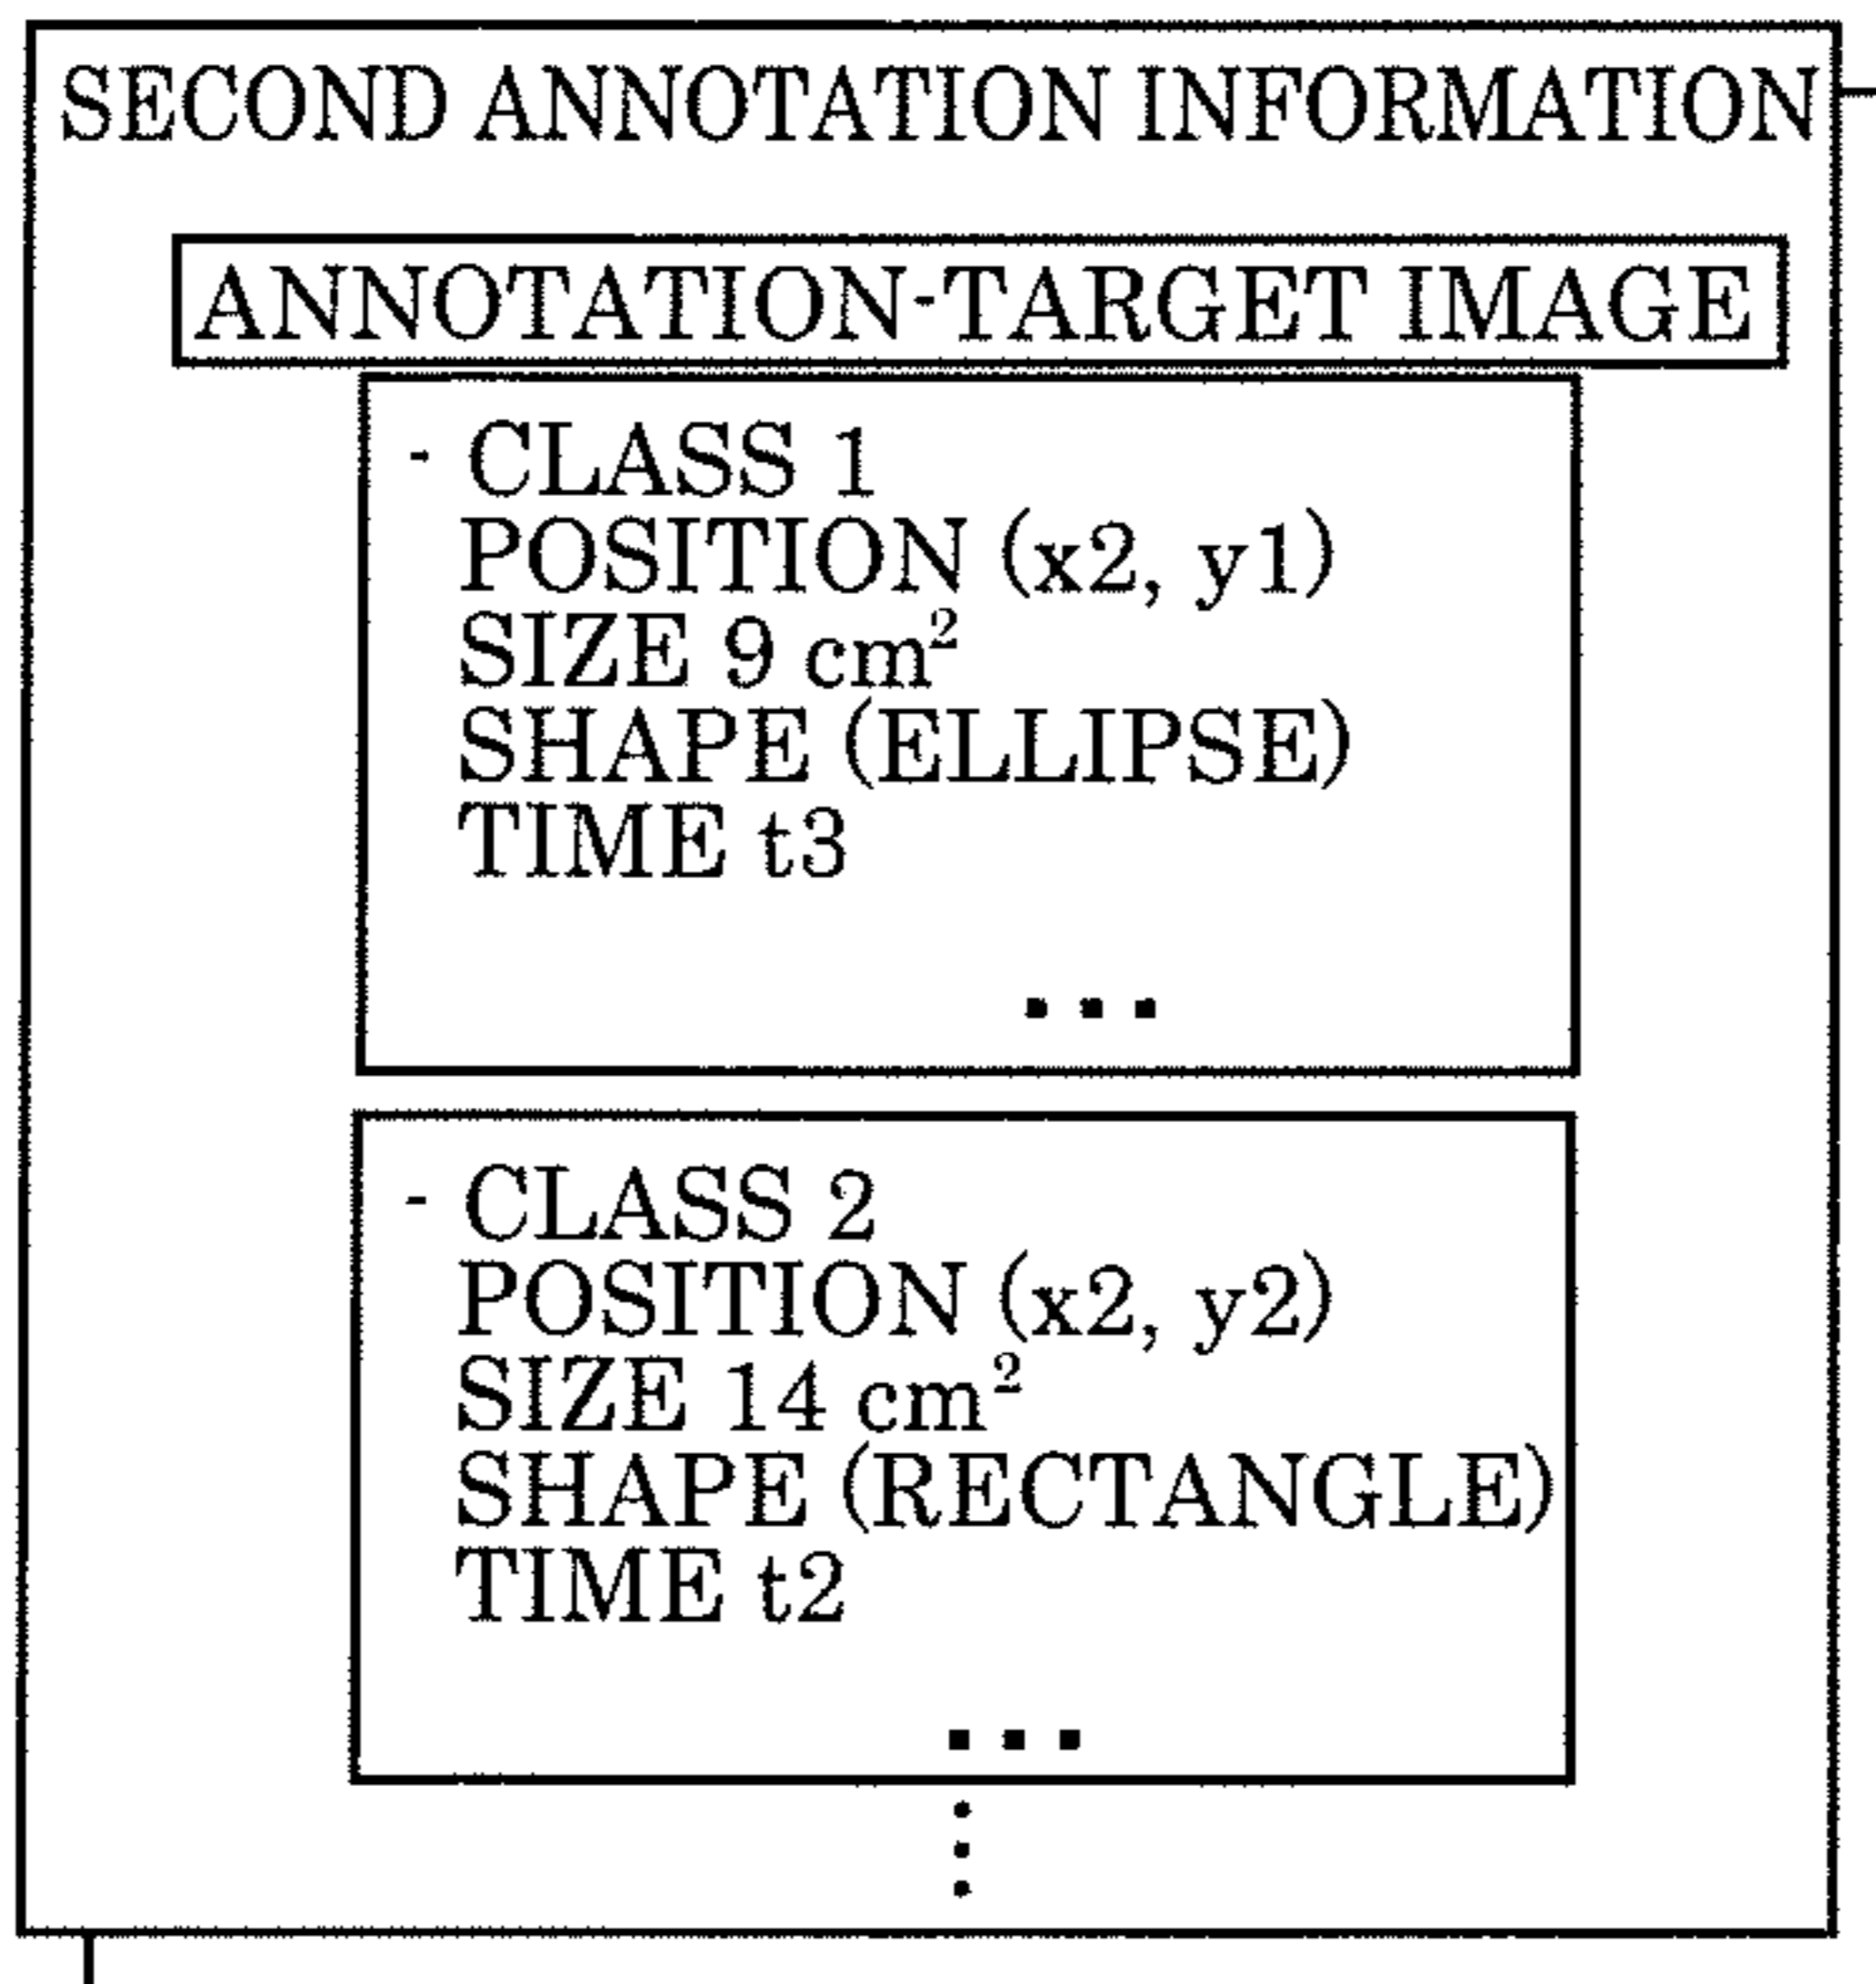 SECOND ANNOTATION INFORMATION
ANNOTATION-TARGET IMAGE
- CLASS 1
POSITION (x2, y1)
SIZE 9 cm²
SHAPE (ELLIPSE)
TIME t3
...
- CLASS 2
POSITION (x2, y2)
SIZE 14 cm²
SHAPE (RECTANGLE)
TIME t2
...